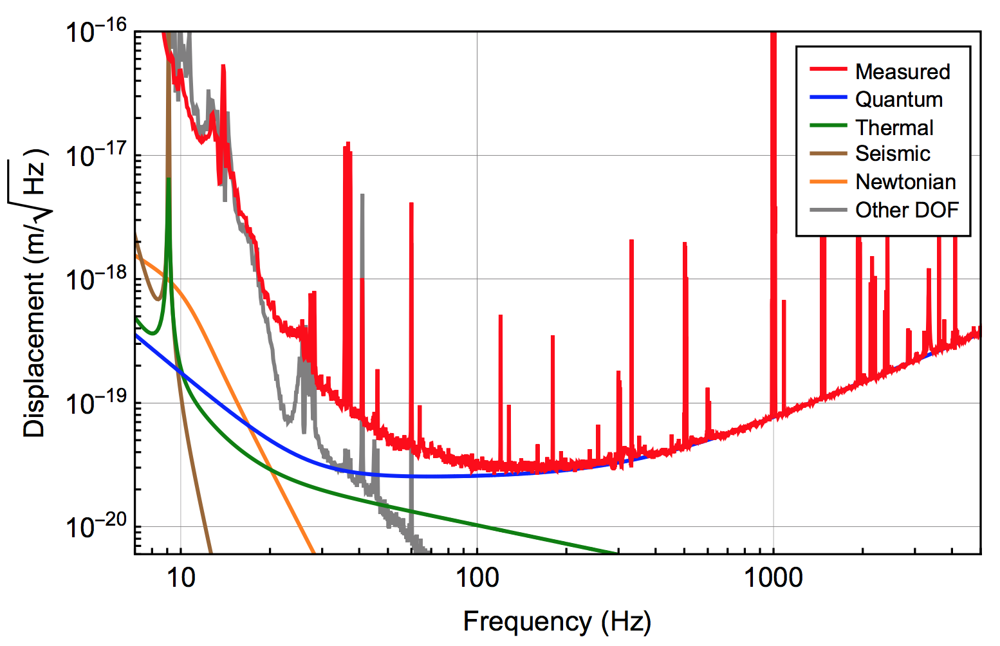 10⁻¹⁶
10⁻¹⁷
10⁻¹⁸
10⁻¹⁹
10⁻²⁰
Displacement (m/√Hz)
Measured
Quantum
Thermal
Seismic
Newtonian
Other DOF
10 100 1000
Frequency (Hz)